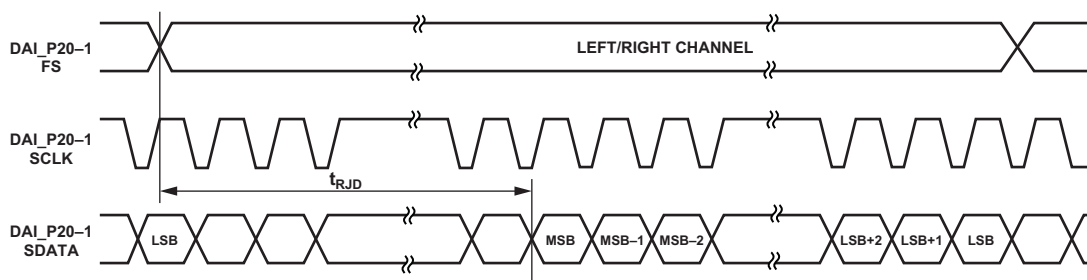 DAI_P20–1
FS
LEFT/RIGHT CHANNEL
DAI_P20–1
SCLK
tRJD
DAI_P20–1
SDATA
LSB
MSB
MSB–1
MSB–2
LSB+2
LSB+1
LSB